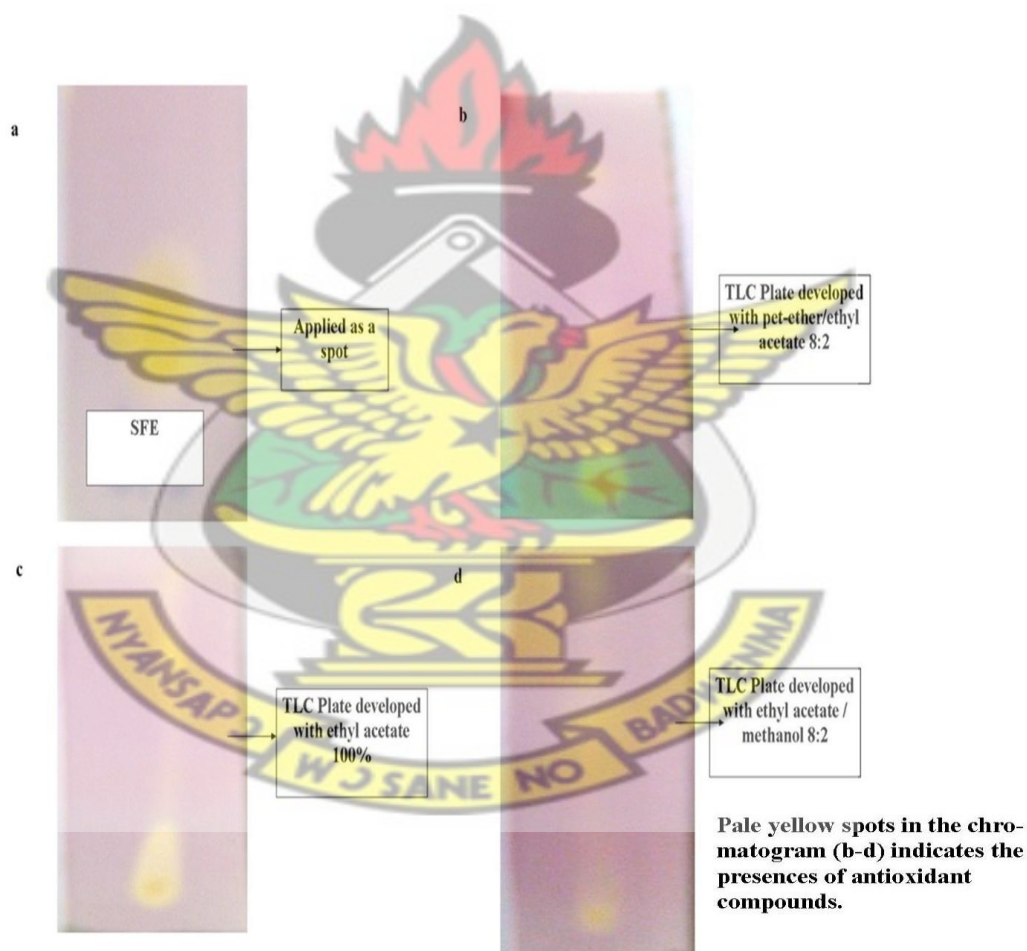 a
b
Applied as a
spot
SFE
TLC Plate developed
with pet-ether/ethyl
acetate 8:2
c
d
TLC Plate developed
with ethyl acetate
100%
TLC Plate developed
with ethyl acetate /
methanol 8:2
NYANSAPƆ WƆSANE NO BADWENMA
Pale yellow spots in the chro-
matogram (b-d) indicates the
presences of antioxidant
compounds.